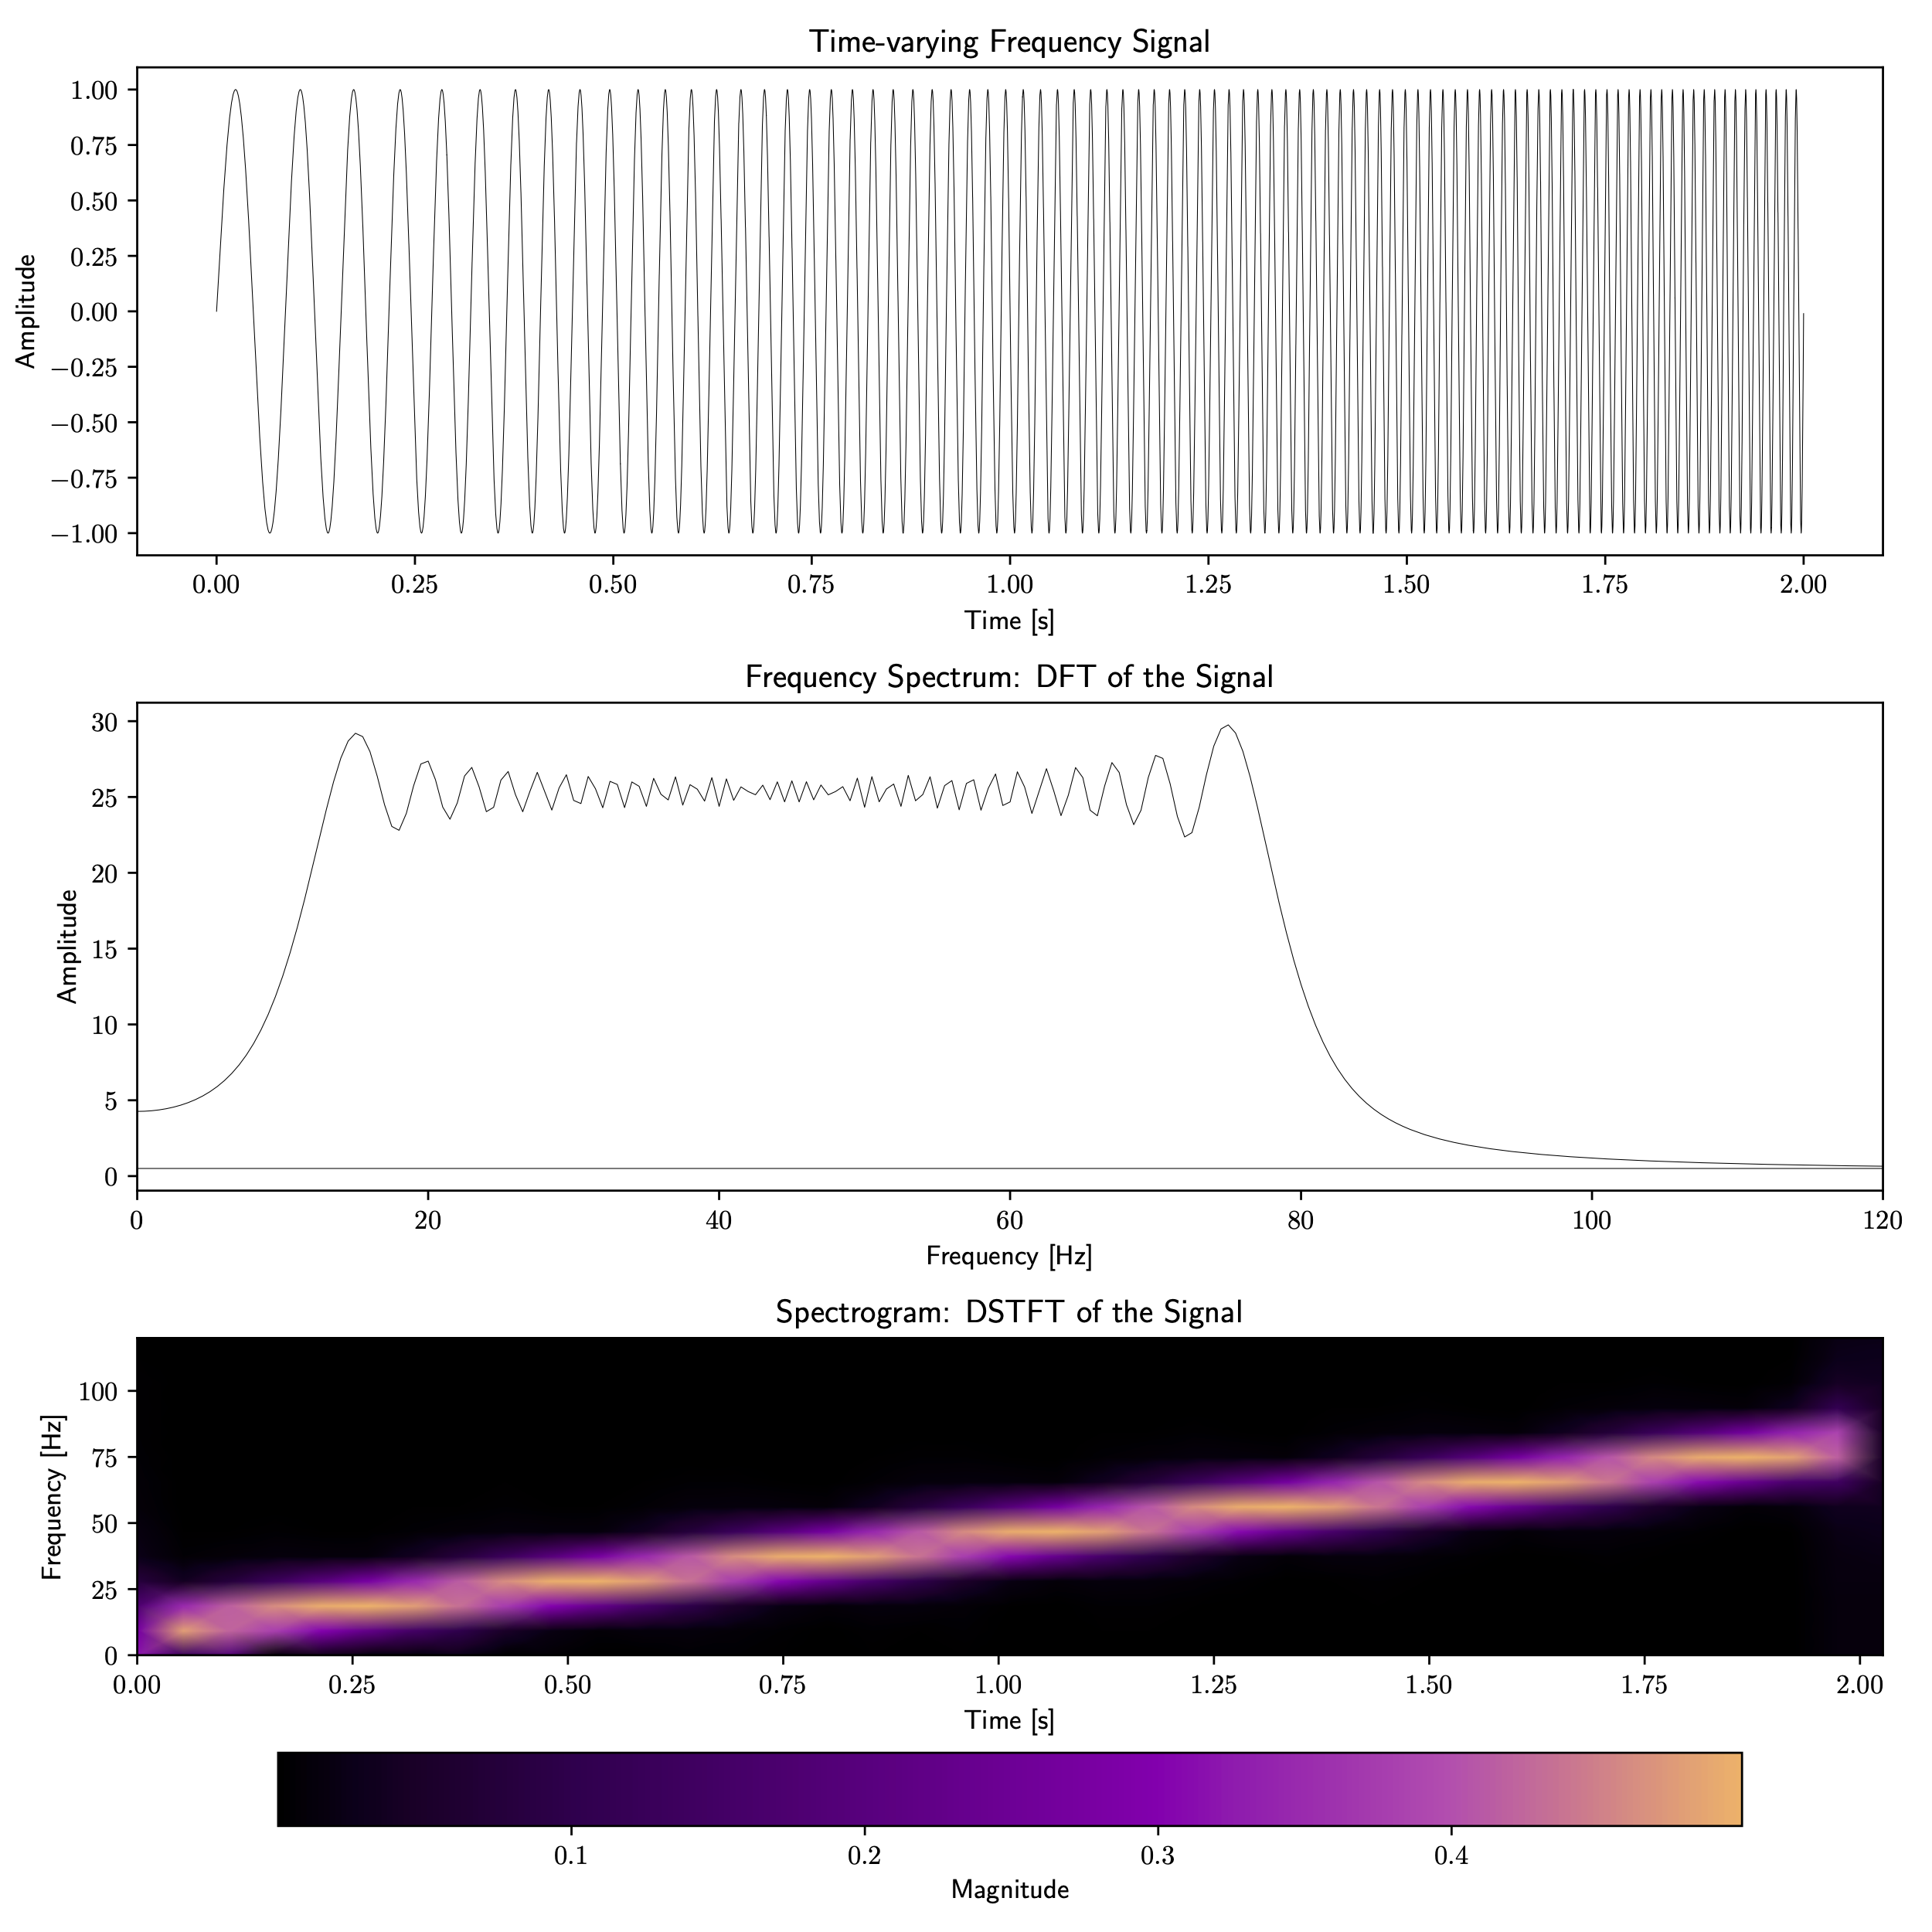 Time-varying Frequency Signal
1.00
0.75
0.50
0.25
0.00
−0.25
−0.50
−0.75
−1.00
Amplitude
0.00 0.25 0.50 0.75 1.00 1.25 1.50 1.75 2.00
Time [s]
Frequency Spectrum: DFT of the Signal
30
25
20
15
10
5
0
Amplitude
0 20 40 60 80 100 120
Frequency [Hz]
Spectrogram: DSTFT of the Signal
100
75
50
25
0
Frequency [Hz]
0.00 0.25 0.50 0.75 1.00 1.25 1.50 1.75 2.00
Time [s]
0.1 0.2 0.3 0.4
Magnitude